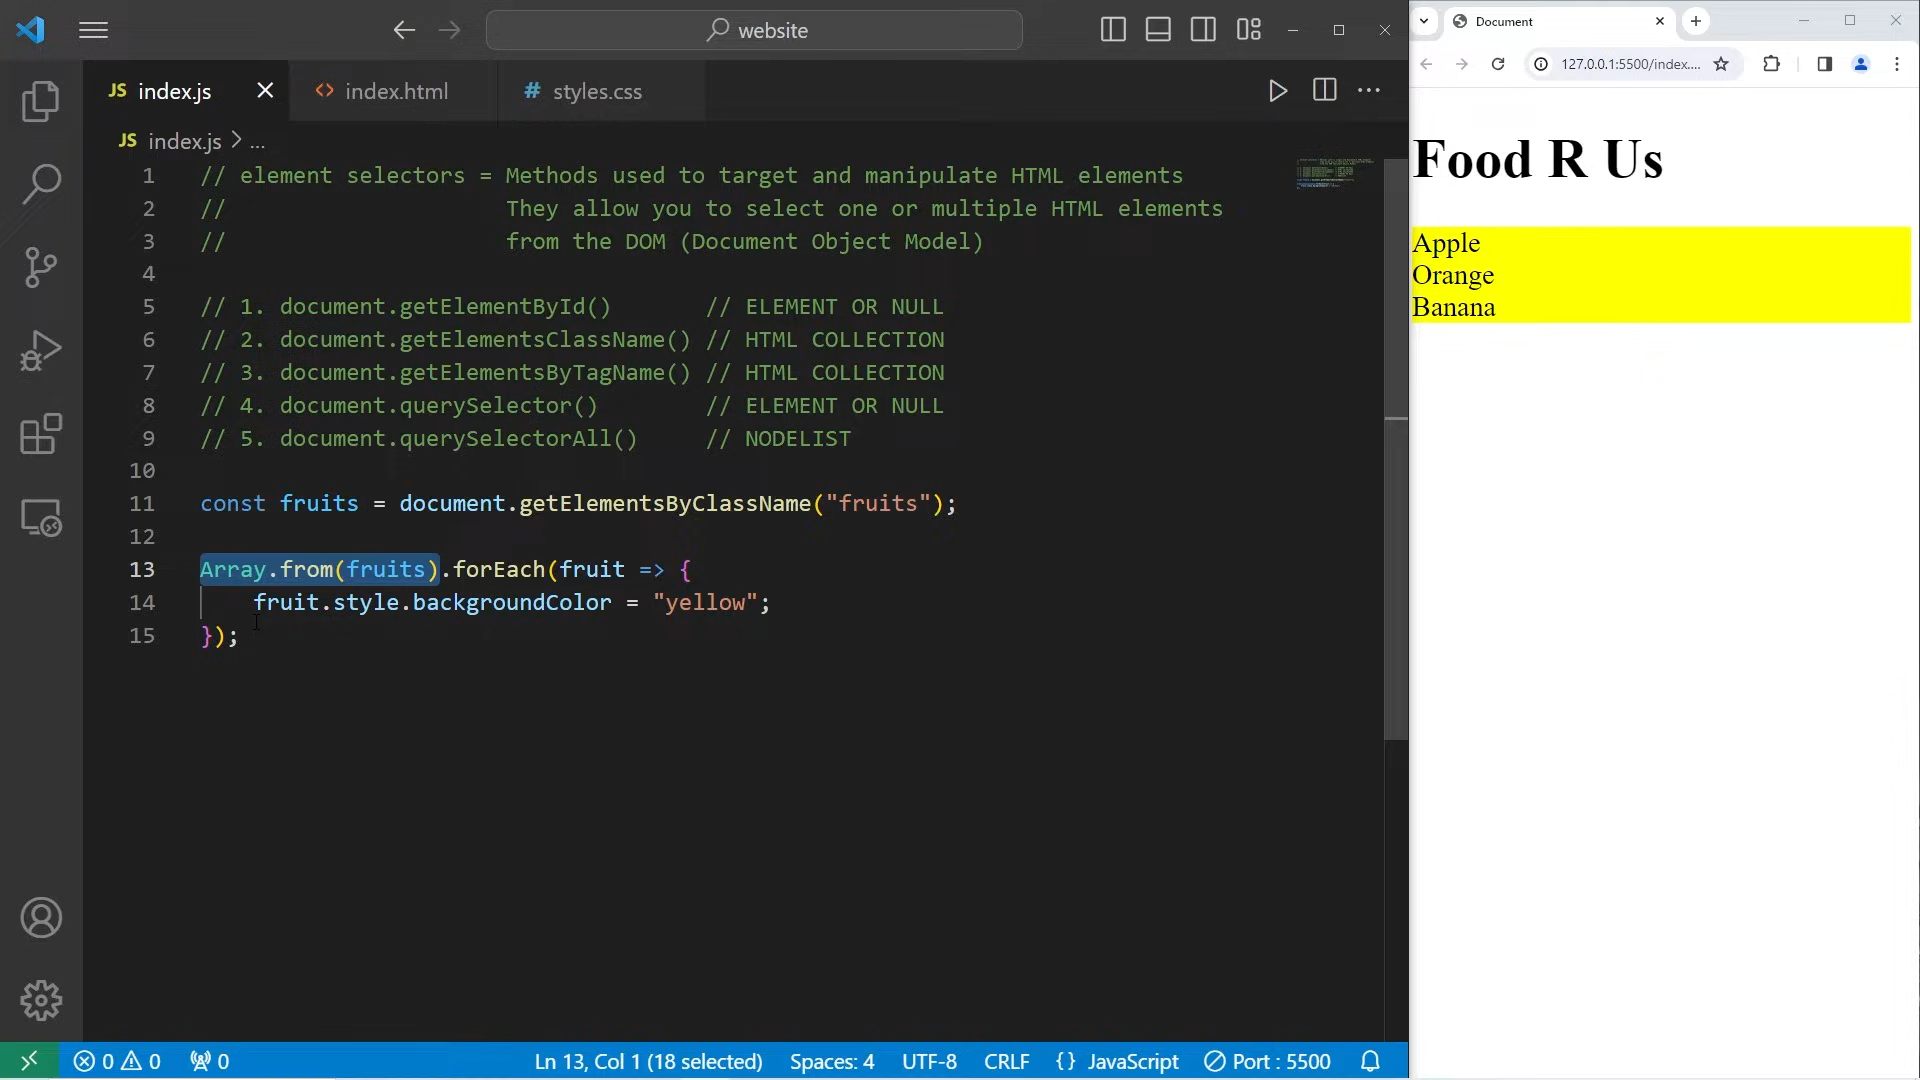 website
JS index.js
<> index.html
# styles.css
JS index.js > ...
1 // element selectors = Methods used to target and manipulate HTML elements
2 // They allow you to select one or multiple HTML elements
3 // from the DOM (Document Object Model)
4
5 // 1. document.getElementById() // ELEMENT OR NULL
6 // 2. document.getElementsClassName() // HTML COLLECTION
7 // 3. document.getElementsByTagName() // HTML COLLECTION
8 // 4. document.querySelector() // ELEMENT OR NULL
9 // 5. document.querySelectorAll() // NODELIST
10
11 const fruits = document.getElementsByClassName("fruits");
12
13 Array.from(fruits).forEach(fruit => {
14 fruit.style.backgroundColor = "yellow";
15 });
0 0 0 Ln 13, Col 1 (18 selected) Spaces: 4 UTF-8 CRLF {} JavaScript Port : 5500
Document
127.0.0.1:5500/index....
Food R Us
Apple
Orange
Banana